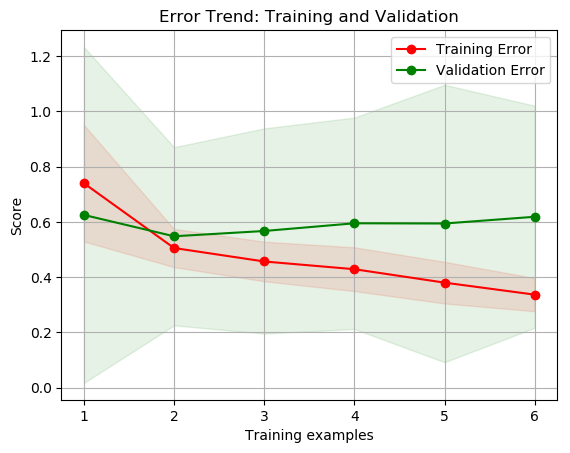 Error Trend: Training and Validation
Training Error
Validation Error
Score
1.2
1.0
0.8
0.6
0.4
0.2
0.0
1 2 3 4 5 6
Training examples